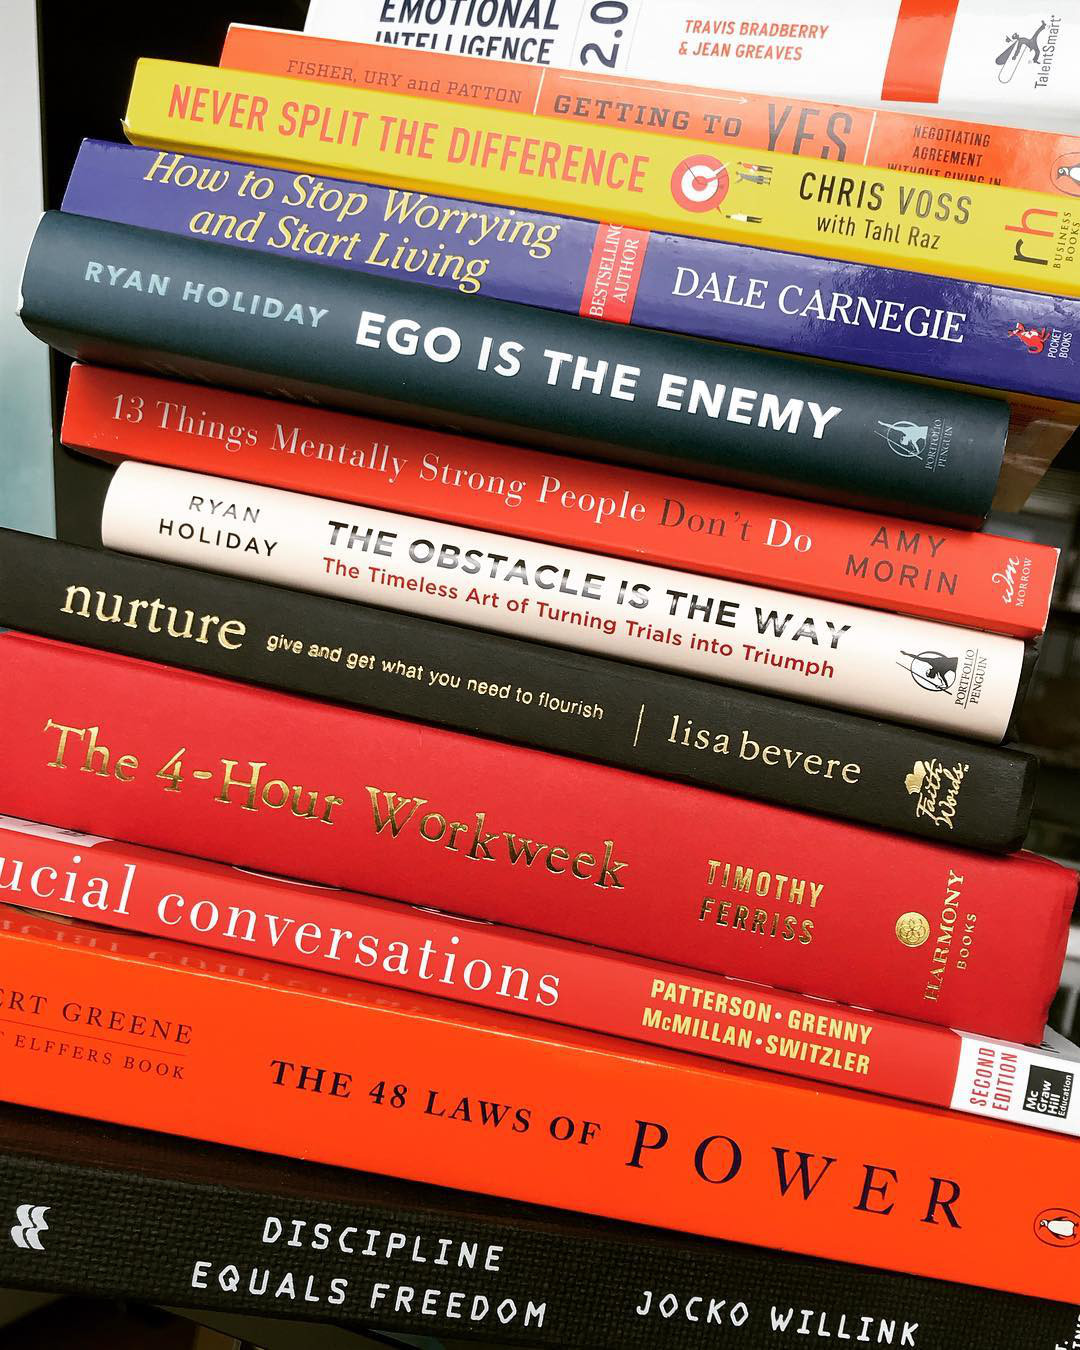 EMOTIONAL
INTELLIGENCE
2.0
TRAVIS BRADBERRY
& JEAN GREAVES
TalentSmart
FISHER, URY and PATTON
GETTING TO YES
NEGOTIATING
AGREEMENT
WITHOUT GIVING IN
NEVER SPLIT THE DIFFERENCE
CHRIS VOSS
with Tahl Raz
rh
BUSINESS
BOOKS
How to Stop Worrying
and Start Living
BESTSELLING
AUTHOR
DALE CARNEGIE
POCKET
BOOKS
RYAN HOLIDAY
EGO IS THE ENEMY
PORTFOLIO
PENGUIN
13 Things Mentally Strong People Don't Do
AMY
MORIN
wm
MORROW
RYAN
HOLIDAY
THE OBSTACLE IS THE WAY
The Timeless Art of Turning Trials into Triumph
PORTFOLIO
PENGUIN
nurture
give and get what you need to flourish
lisa bevere
Faith
Words
The 4-Hour Workweek
TIMOTHY
FERRISS
HARMONY
BOOKS
ucial conversations
PATTERSON • GRENNY
McMILLAN • SWITZLER
SECOND
EDITION
Mc
Graw
Hill
Education
ERT GREENE
T ELFFERS BOOK
THE 48 LAWS OF POWER
DISCIPLINE
EQUALS FREEDOM
JOCKO WILLINK